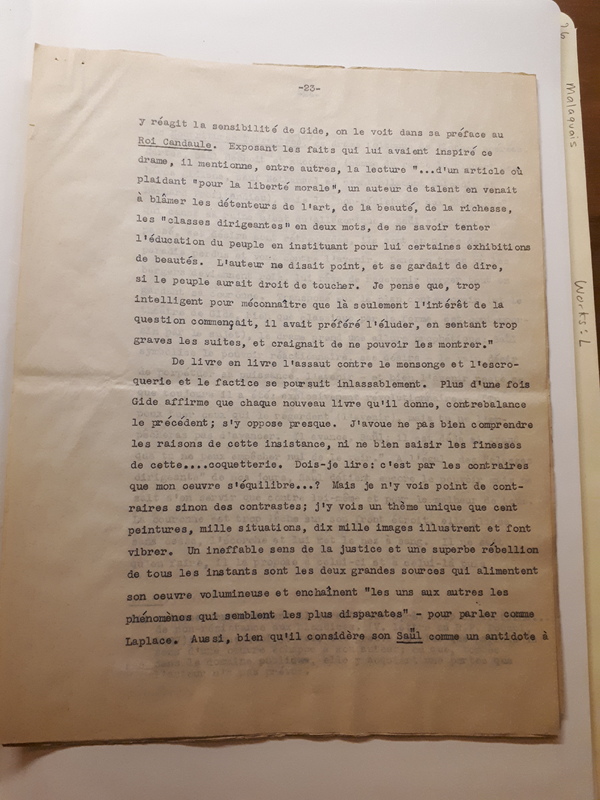 -23-
y réagit la sensibilité de Gide, on le voit dans sa préface au
Roi Candaule. Exposant les faits qui lui avaient inspiré ce
drame, il mentionne, entre autres, la lecture "...d'un article où
plaidant "pour la liberté morale", un auteur de talent en venait
à blâmer les détenteurs de l'art, de la beauté, de la richesse,
les "classes dirigeantes" en deux mots, de ne savoir tenter
l'éducation du peuple en instituant pour lui certaines exhibitions
de beautés. L'auteur ne disait point, et se gardait de dire,
si le peuple aurait droit de toucher. Je pense que, trop
intelligent pour méconnaître que là seulement l'intérêt de la
question commençait, il avait préféré l'éluder, en sentant trop
graves les suites, et craignait de ne pouvoir les montrer."
De livre en livre l'assaut contre le mensonge et l'escro-
querie et le factice se poursuit inlassablement. Plus d'une fois
Gide affirme que chaque nouveau livre qu'il donne, contrebalance
le précédent; s'y oppose presque. J'avoue ne pas bien comprendre
les raisons de cette insistance, ni ne bien saisir les finesses
de cette....coquetterie. Dois-je lire: c'est par les contraires
que mon oeuvre s'équilibre...? Mais je n'y vois point de cont-
raires sinon des contrastes; j'y vois un thème unique que cent
peintures, mille situations, dix mille images illustrent et font
vibrer. Un ineffable sens de la justice et une superbe rébellion
de tous les instants sont les deux grandes sources qui alimentent
son oeuvre volumineuse et enchaînent "les uns aux autres les
phénomènes qui semblent les plus disparates" - pour parler comme
Laplace. Aussi, bien qu'il considère son Saül comme un antidote à
26
Malaquais
Works: L